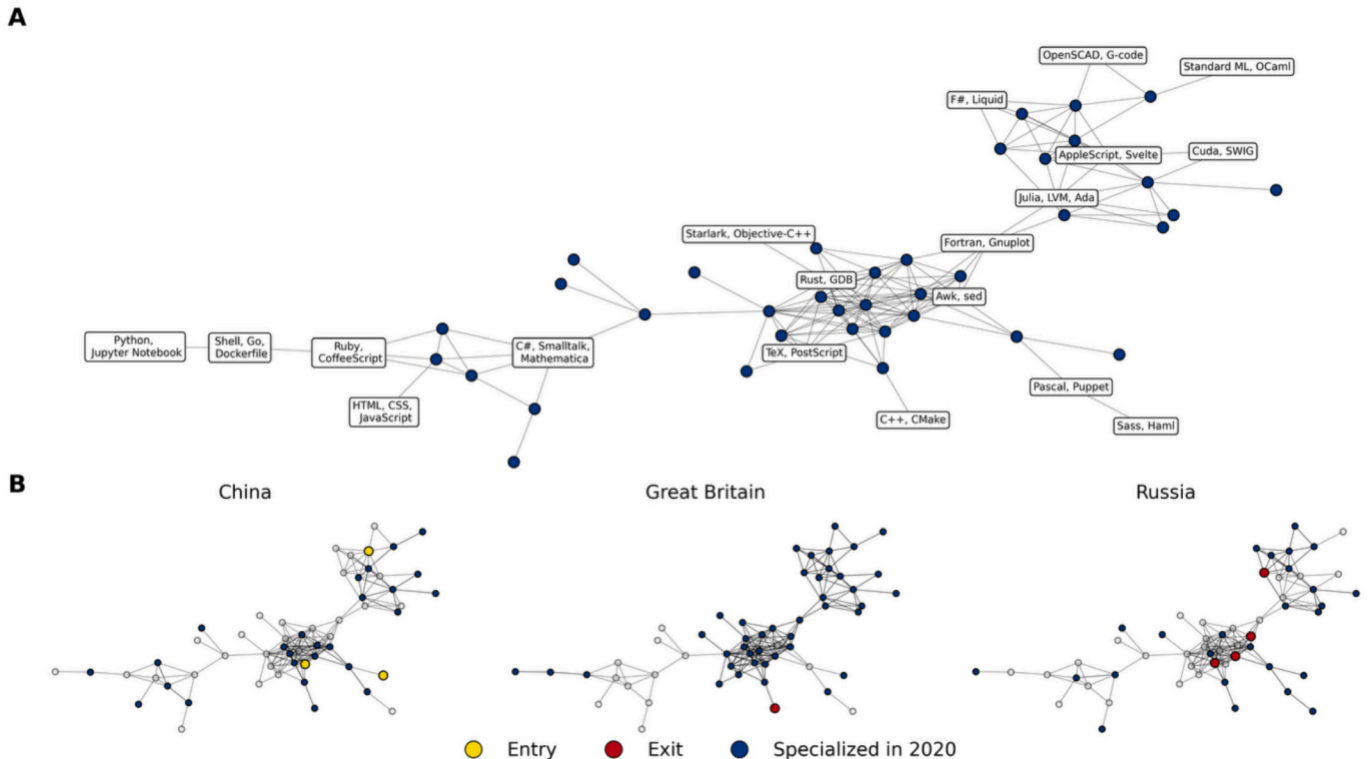 A
OpenSCAD, G-code
Standard ML, OCaml
F#, Liquid
AppleScript, Svelte
Cuda, SWIG
Julia, LVM, Ada
Starlark, Objective-C++
Fortran, Gnuplot
Rust, GDB
Awk, sed
Python,
Jupyter Notebook
Shell, Go,
Dockerfile
Ruby,
CoffeeScript
C#, Smalltalk,
Mathematica
TeX, PostScript
HTML, CSS,
JavaScript
Pascal, Puppet
C++, CMake
Sass, Haml
B
China
Great Britain
Russia
Entry
Exit
Specialized in 2020